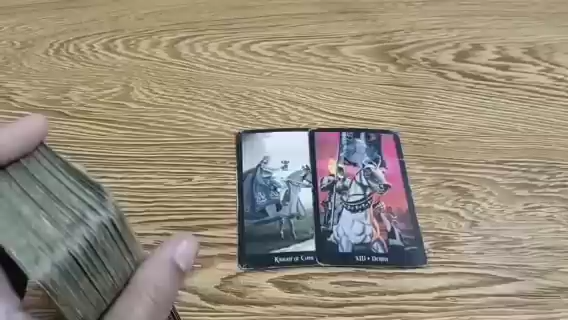 Knight of Cups
XIII • Death